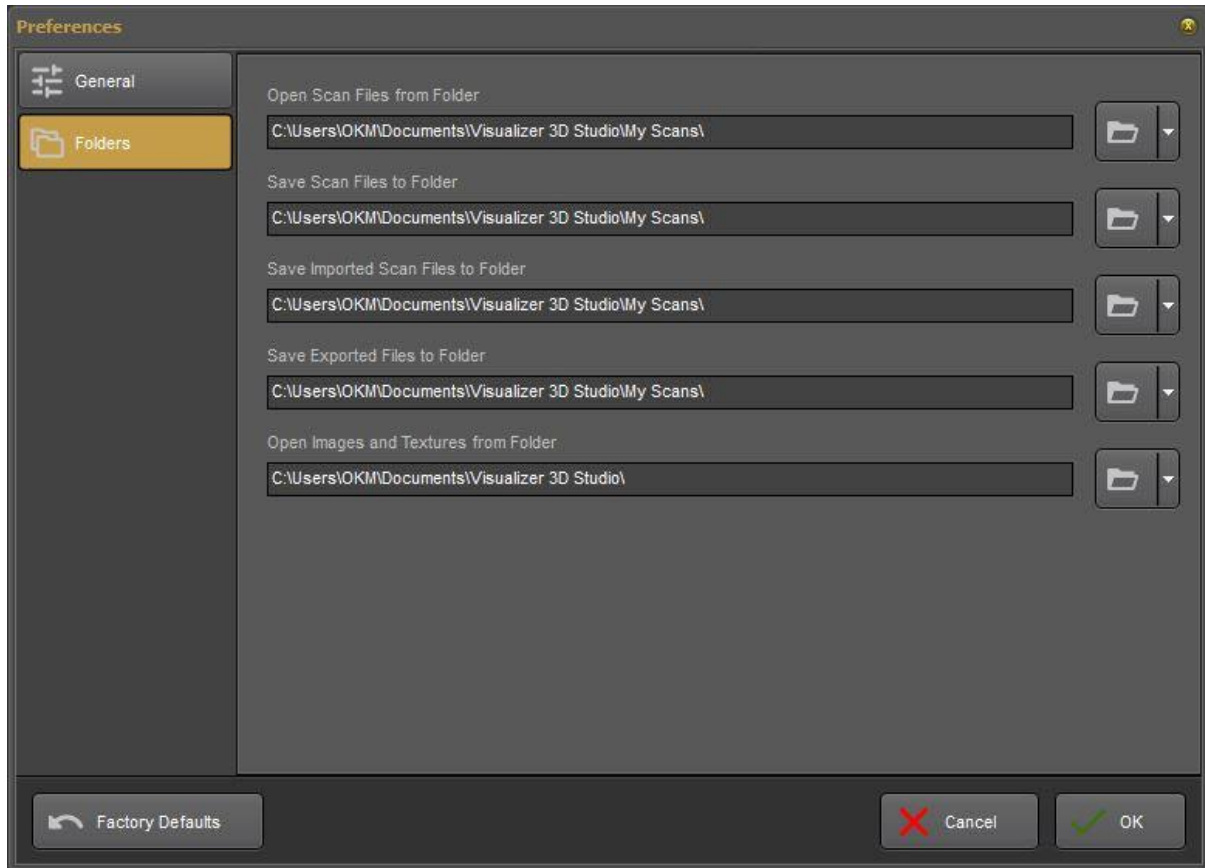 Preferences
General
Folders
Open Scan Files from Folder
C:\Users\OKM\Documents\Visualizer 3D Studio\My Scans\
Save Scan Files to Folder
C:\Users\OKM\Documents\Visualizer 3D Studio\My Scans\
Save Imported Scan Files to Folder
C:\Users\OKM\Documents\Visualizer 3D Studio\My Scans\
Save Exported Files to Folder
C:\Users\OKM\Documents\Visualizer 3D Studio\My Scans\
Open Images and Textures from Folder
C:\Users\OKM\Documents\Visualizer 3D Studio\
Factory Defaults
Cancel
OK